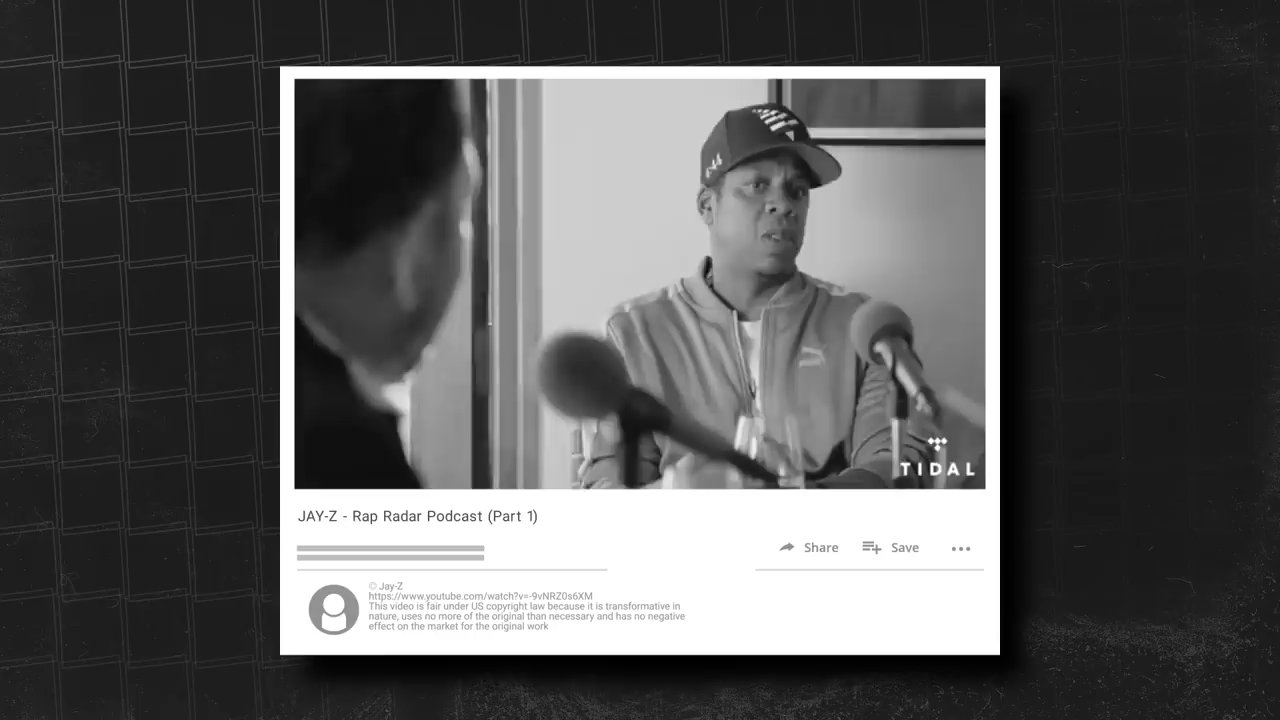 TIDAL
JAY-Z - Rap Radar Podcast (Part 1)
Share
Save
© Jay-Z
https://www.youtube.com/watch?v=-9vNRZ0s6XM
This video is fair under US copyright law because it is transformative in
nature, uses no more of the original than necessary and has no negative
effect on the market for the original work